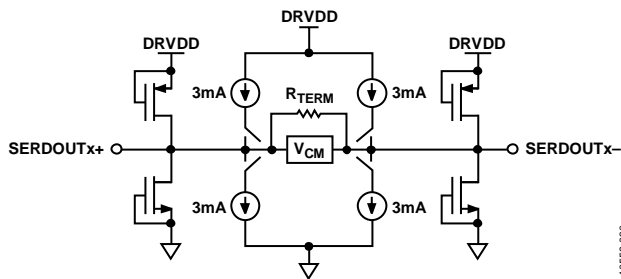 DRVDD
DRVDD
DRVDD
3mA
3mA
RTERM
SERDOUTx+
VCM
SERDOUTx–
3mA
3mA